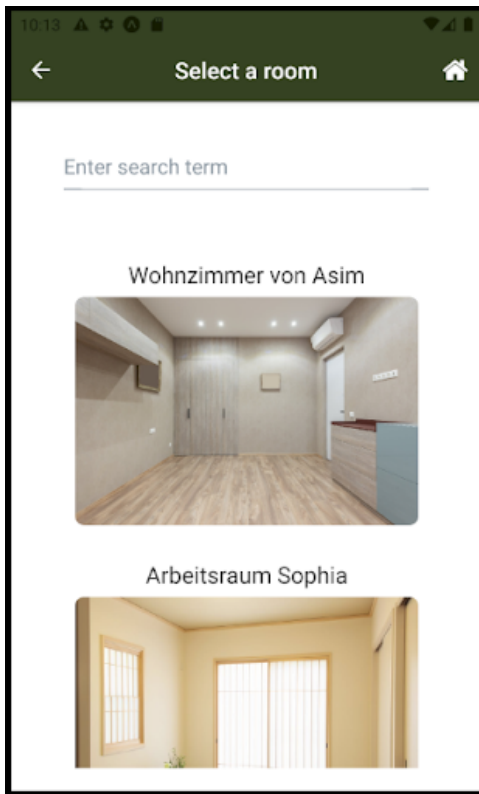 10:13
Select a room
Enter search term
Wohnzimmer von Asim
Arbeitsraum Sophia